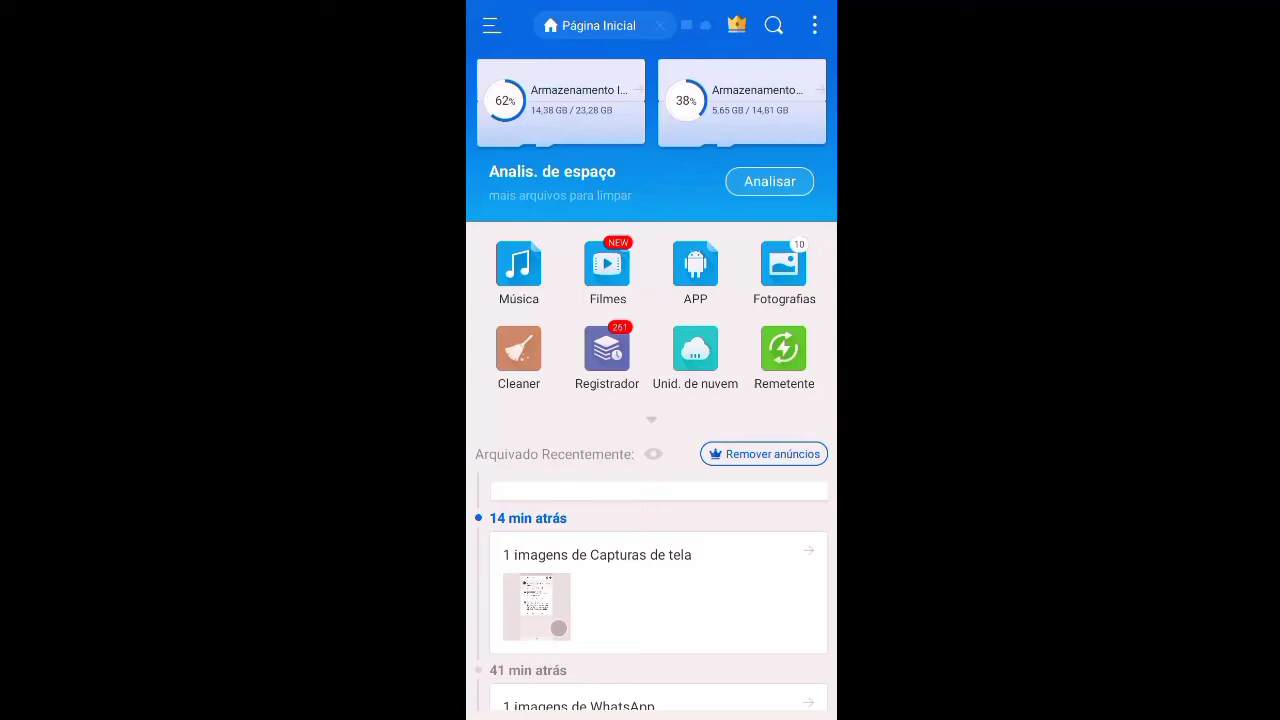 Página Inicial
62%
Armazenamento I...
14,38 GB / 23,28 GB
38%
Armazenamento...
5,65 GB / 14,81 GB
Analis. de espaço
mais arquivos para limpar
Analisar
NEW
10
Música
Filmes
APP
Fotografias
261
Cleaner
Registrador
Unid. de nuvem
Remetente
Arquivado Recentemente:
Remover anúncios
14 min atrás
1 imagens de Capturas de tela
41 min atrás
1 imagens de WhatsApp